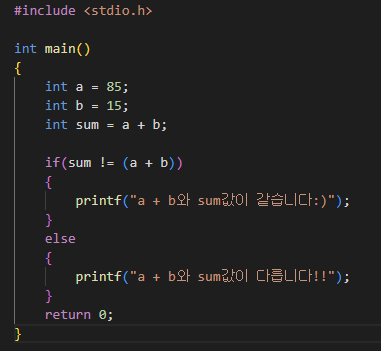 #include <stdio.h>
int main()
{
    int a = 85;
    int b = 15;
    int sum = a + b;
    if(sum != (a + b))
    {
        printf("a + b와 sum값이 같습니다:)");
    }
    else
    {
        printf("a + b와 sum값이 다릅니다!!");
    }
    return 0;
}